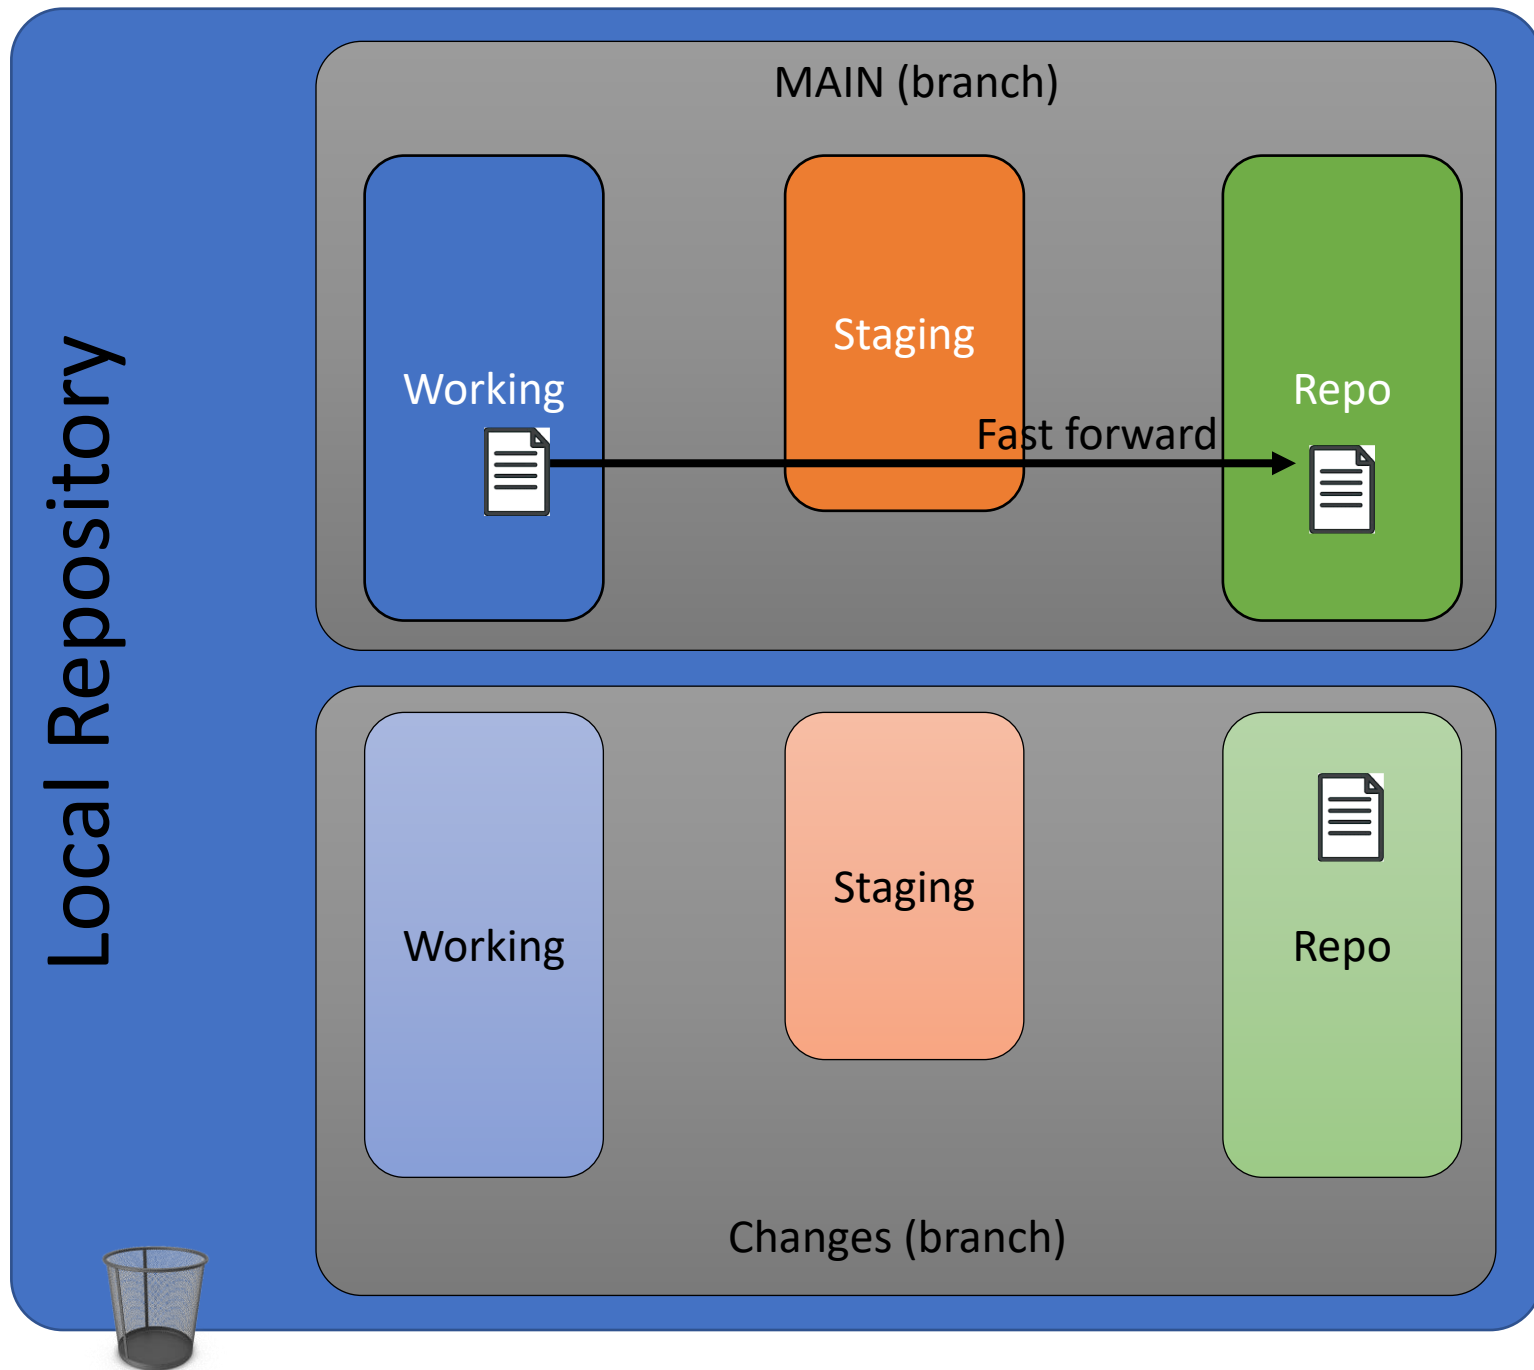 MAIN (branch)
Working
Staging
Repo
Fast forward
Local Repository
Working
Staging
Repo
Changes (branch)